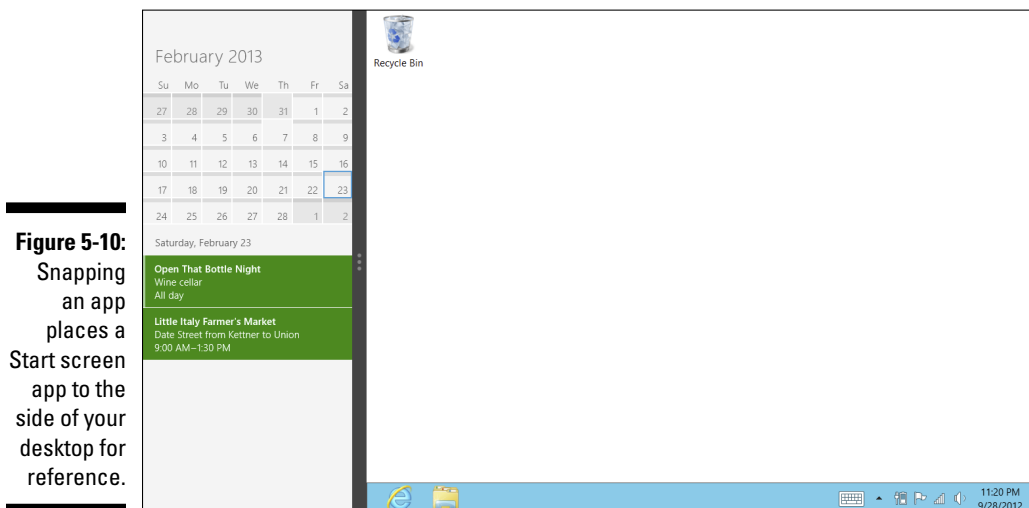 Figure 5-10:
Snapping
an app
places a
Start screen
app to the
side of your
desktop for
reference.
February 2013
Su Mo Tu We Th Fr Sa
27 28 29 30 31 1 2
3 4 5 6 7 8 9
10 11 12 13 14 15 16
17 18 19 20 21 22 23
24 25 26 27 28 1 2
Saturday, February 23
Open That Bottle Night
Wine cellar
All day
Little Italy Farmer's Market
Date Street from Kettner to Union
9:00 AM–1:30 PM
Recycle Bin
11:20 PM
9/28/2012